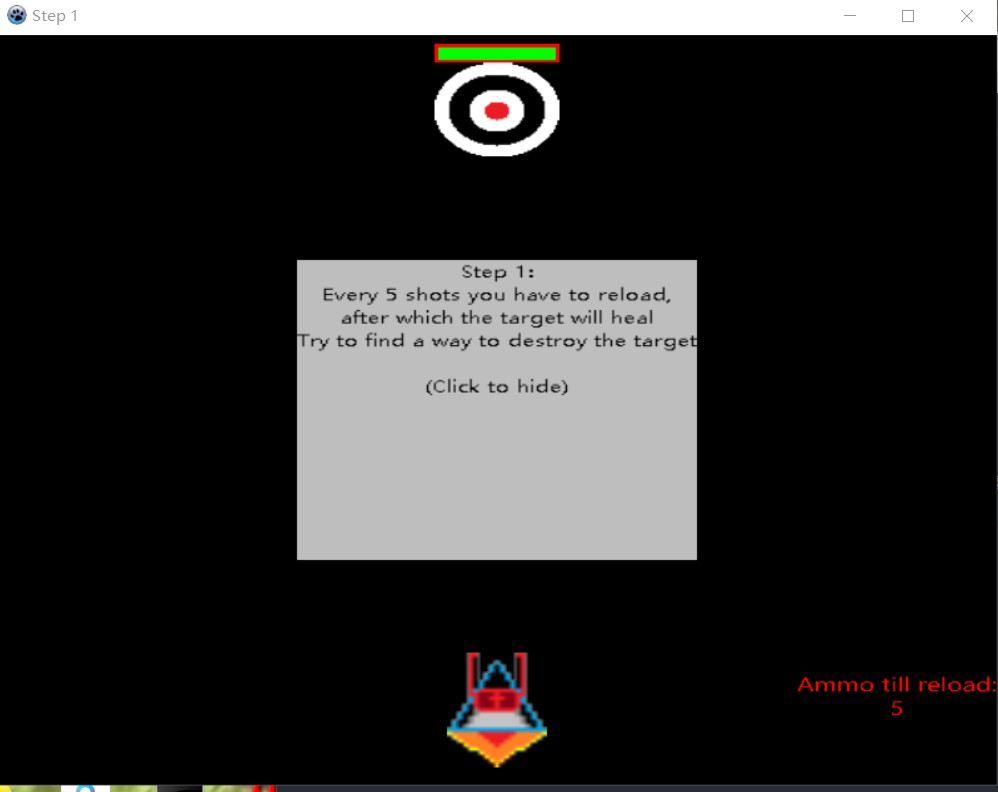 Step 1
Step 1:
Every 5 shots you have to reload,
after which the target will heal
Try to find a way to destroy the target
(Click to hide)
Ammo till reload:
5